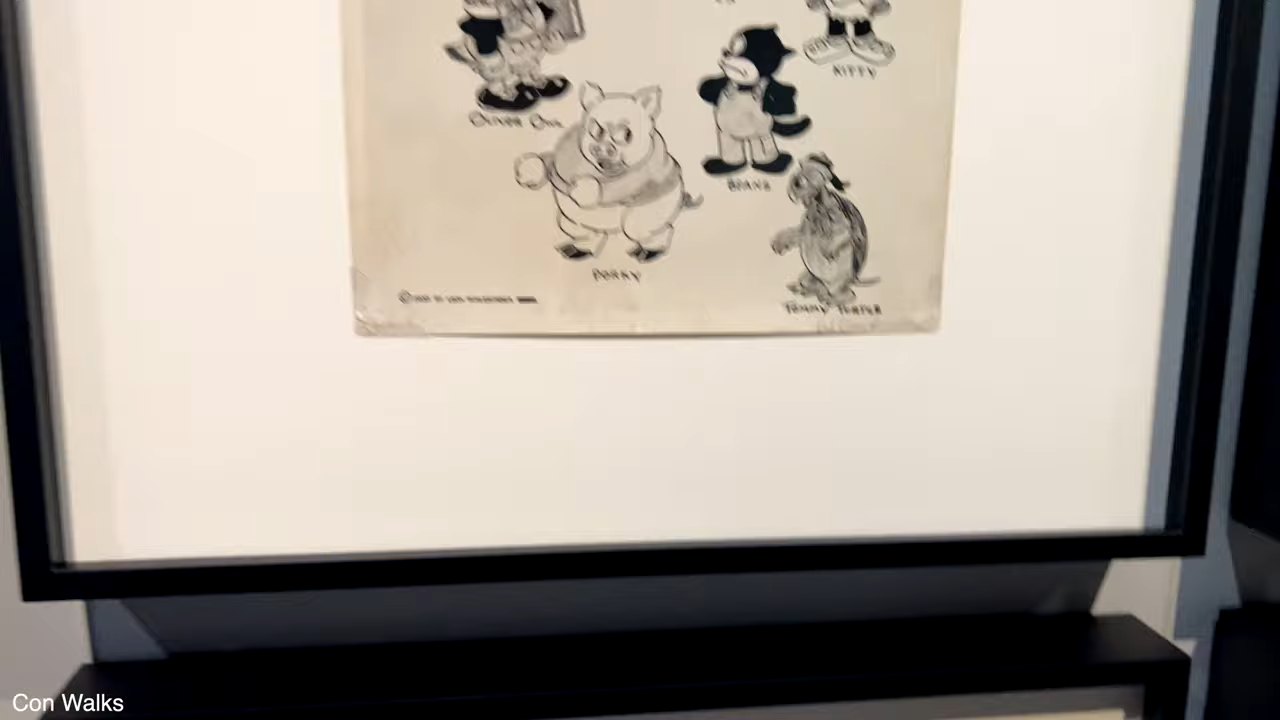 KITTY
OLIVER OWL
BEANS
PORKY
TOMMY TURTLE
Con Walks